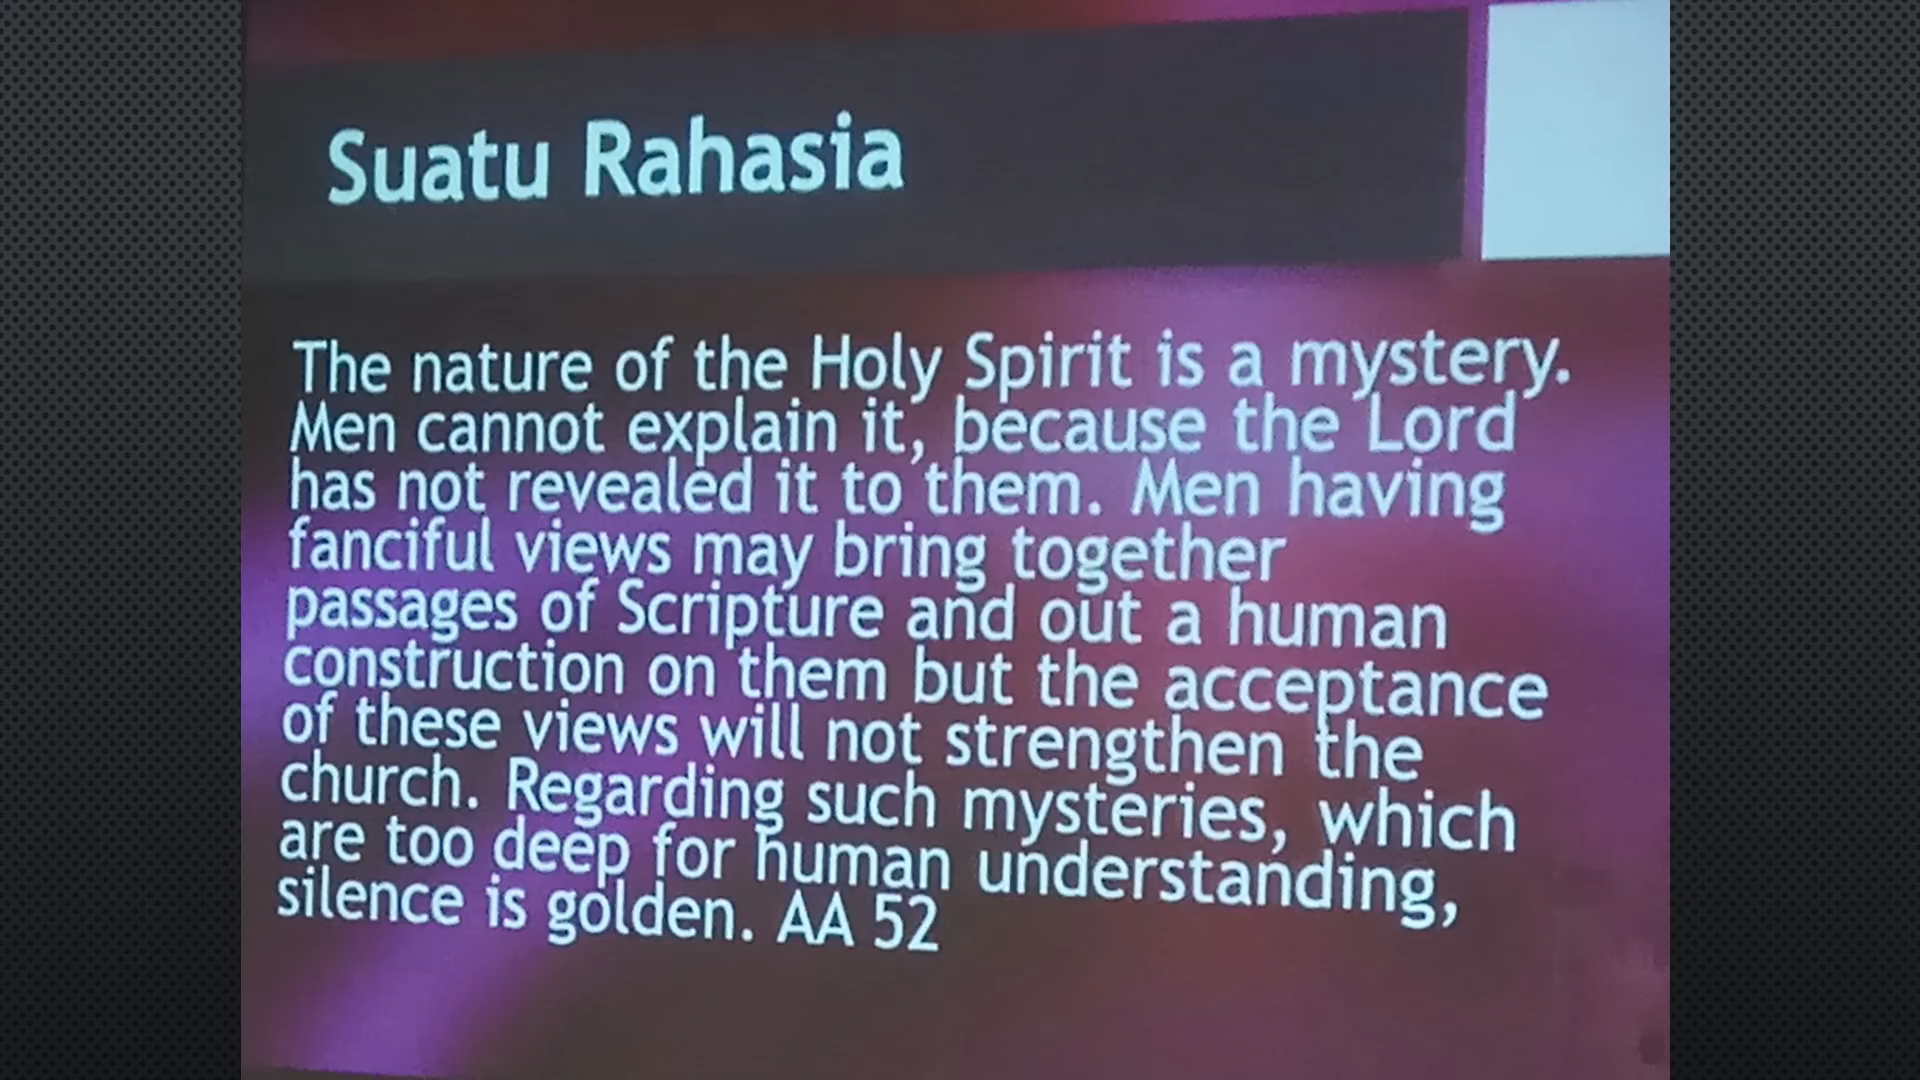 Suatu Rahasia
The nature of the Holy Spirit is a mystery.
Men cannot explain it, because the Lord
has not revealed it to them. Men having
fanciful views may bring together
passages of Scripture and out a human
construction on them but the acceptance
of these views will not strengthen the
church. Regarding such mysteries, which
are too deep for human understanding,
silence is golden. AA 52